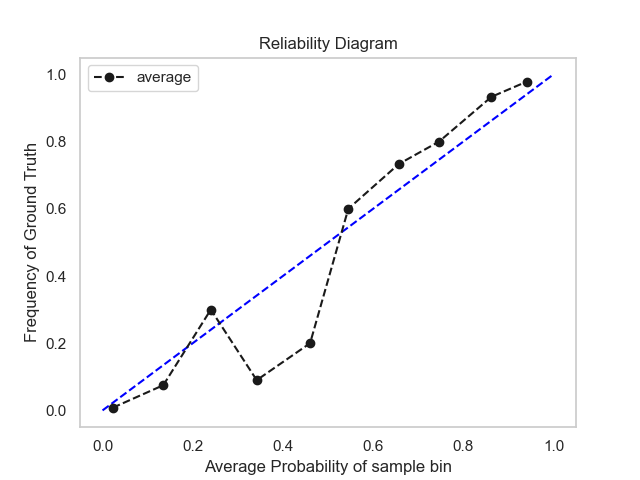 Reliability Diagram
average
1.0
0.8
0.6
0.4
0.2
0.0
Frequency of Ground Truth
0.0 0.2 0.4 0.6 0.8 1.0
Average Probability of sample bin